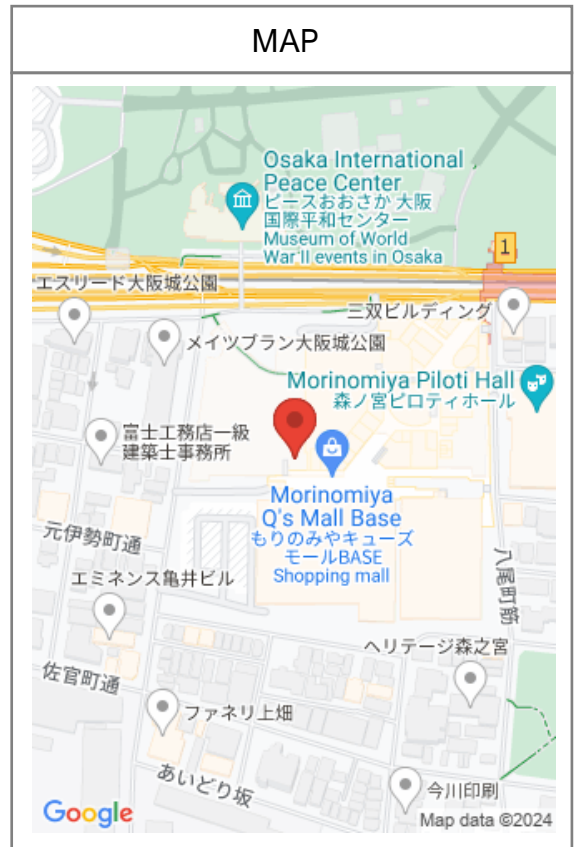 MAP
Osaka International
Peace Center
ピースおおさか 大阪
国際平和センター
Museum of World
War II events in Osaka
1
エスリード大阪城公園
三双ビルディング
メイツブラン大阪城公園
Morinomiya Piloti Hall
森ノ宮ピロティホール
富士工務店一級
建築士事務所
Morinomiya
Q's Mall Base
もりのみやキューズ
モールBASE
Shopping mall
元伊勢町通
八尾町筋
エミネンス亀井ビル
ヘリテージ森之宮
佐官町通
ファネリ上畑
あいどり坂
今川印刷
Google
Map data ©2024